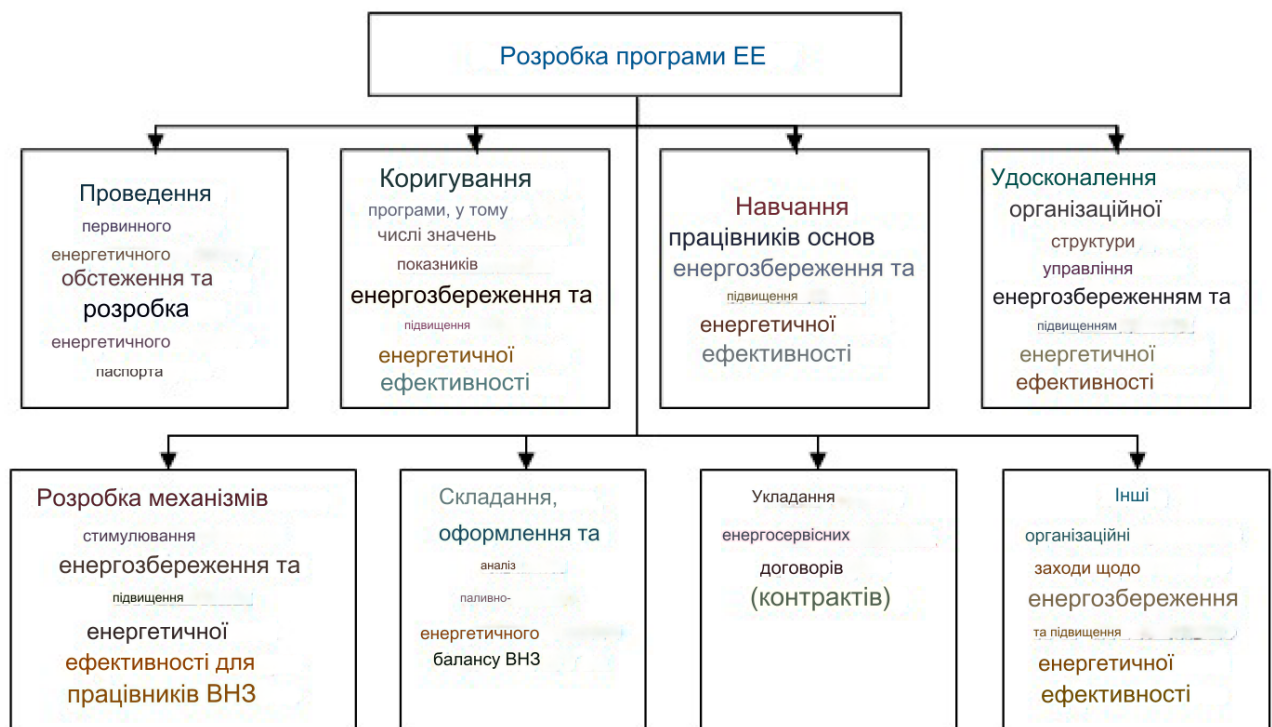 Розробка програми ЕЕ
Проведення
первинного
енергетичного
обстеження та
розробка
енергетичного
паспорта
Коригування
програми, у тому
числі значень
показників
енергозбереження та
підвищення
енергетичної
ефективності
Навчання
працівників основ
енергозбереження та
підвищення
енергетичної
ефективності
Удосконалення
організаційної
структури
управління
енергозбереженням та
підвищенням
енергетичної
ефективності
Розробка механізмів
стимулювання
енергозбереження та
підвищення
енергетичної
ефективності для
працівників ВНЗ
Складання,
оформлення та
аналіз
паливно-
енергетичного
балансу ВНЗ
Укладання
енергосервісних
договорів
(контрактів)
Інші
організаційні
заходи щодо
енергозбереження
та підвищення
енергетичної
ефективності